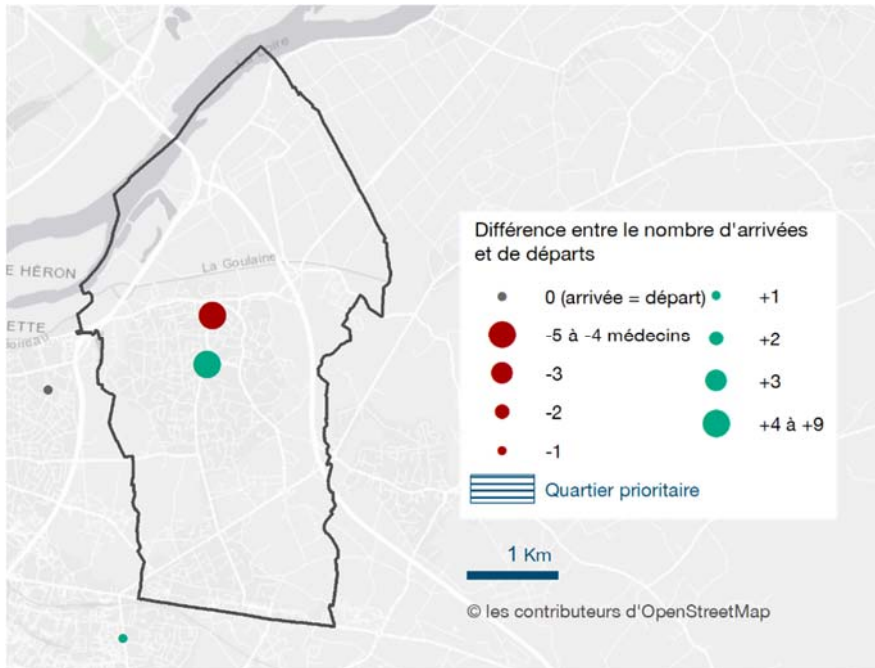 Loire
La Goulaine
E HÉRON
ETTE
Différence entre le nombre d'arrivées
et de départs
0 (arrivée = départ)
+1
-5 à -4 médecins
+2
-3
+3
-2
+4 à +9
-1
Quartier prioritaire
1 Km
© les contributeurs d'OpenStreetMap